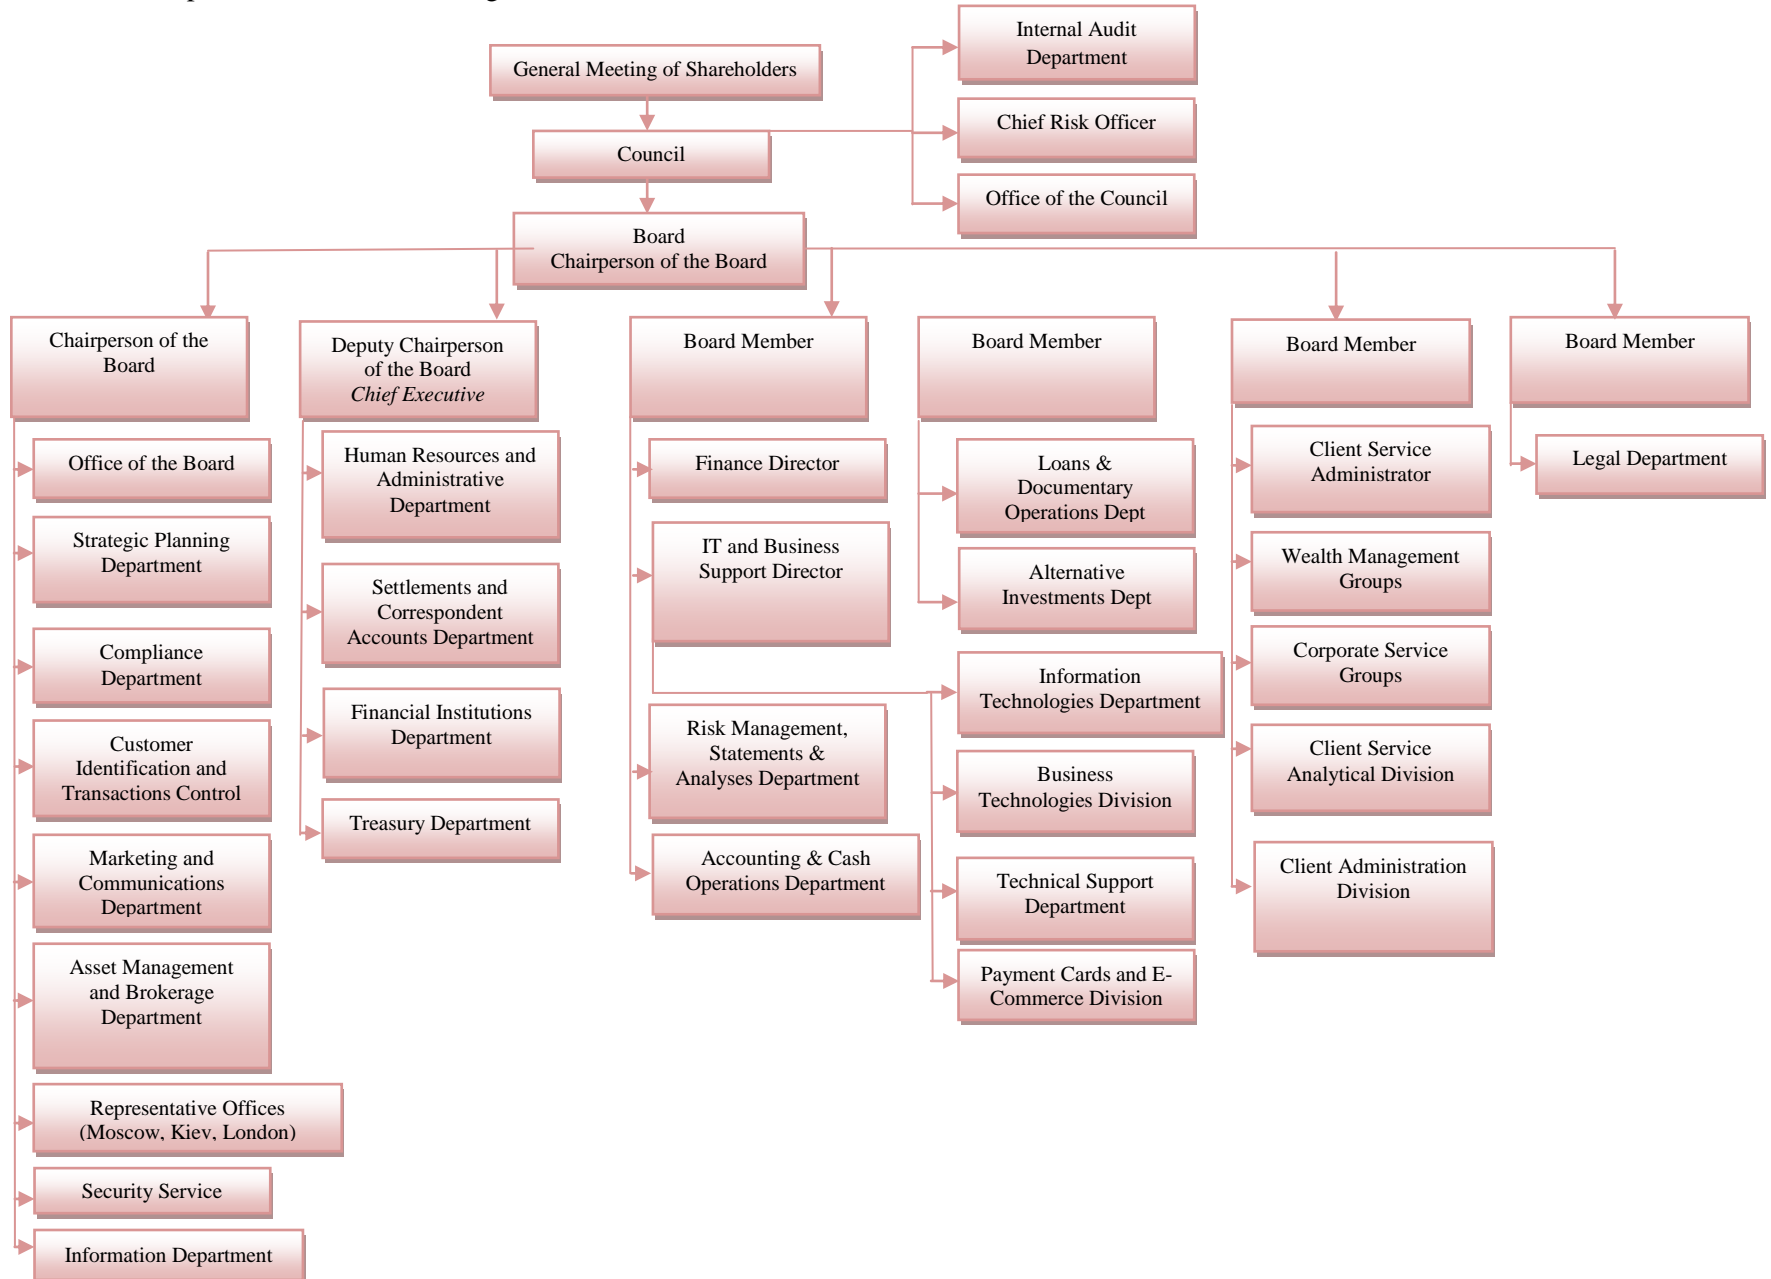 Internal Audit
Department
General Meeting of Shareholders
Chief Risk Officer
Council
Office of the Council
Board
Chairperson of the Board
Chairperson of the
Board
Office of the Board
Strategic Planning
Department
Compliance
Department
Customer
Identification and
Transactions Control
Marketing and
Communications
Department
Asset Management
and Brokerage
Department
Representative Offices
(Moscow, Kiev, London)
Security Service
Information Department
Deputy Chairperson
of the Board
Chief Executive
Human Resources and
Administrative
Department
Settlements and
Correspondent
Accounts Department
Financial Institutions
Department
Treasury Department
Board Member
Finance Director
IT and Business
Support Director
Risk Management,
Statements &
Analyses Department
Accounting & Cash
Operations Department
Board Member
Loans &
Documentary
Operations Dept
Alternative
Investments Dept
Information
Technologies Department
Business
Technologies Division
Technical Support
Department
Payment Cards and E-
Commerce Division
Board Member
Client Service
Administrator
Wealth Management
Groups
Corporate Service
Groups
Client Service
Analytical Division
Client Administration
Division
Board Member
Legal Department